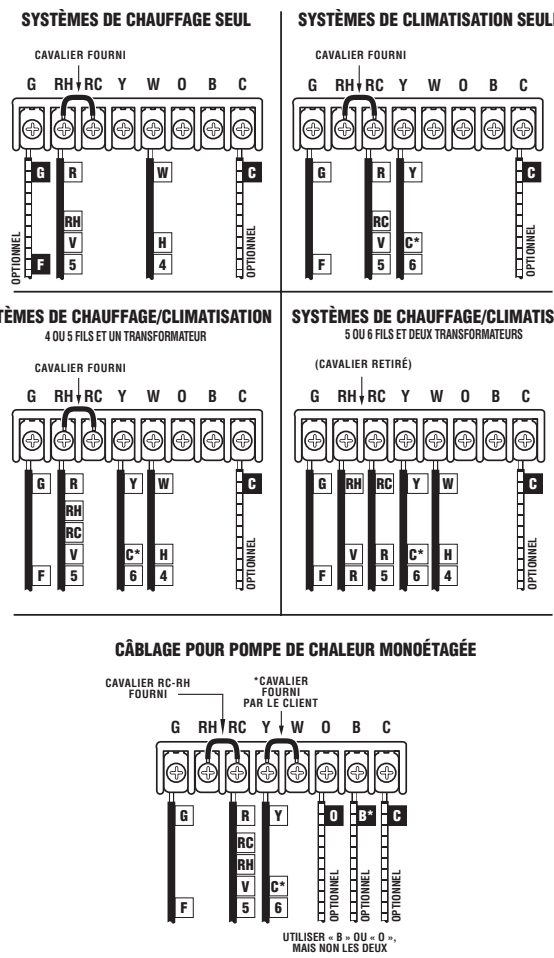 SYSTÈMES DE CHAUFFAGE SEUL
CAVALIER FOURNI
G RH RC Y W O B C
G R W C
RH
V H
F 5 4
OPTIONNEL OPTIONNEL
SYSTÈMES DE CLIMATISATION SEUL
CAVALIER FOURNI
G RH RC Y W O B C
G R Y C
RC
V C*
F 5 6
OPTIONNEL
TÈMES DE CHAUFFAGE/CLIMATISATION
4 OU 5 FILS ET UN TRANSFORMATEUR
CAVALIER FOURNI
G RH RC Y W O B C
G R Y W C
RH
RC
V C* H
F 5 6 4
OPTIONNEL
SYSTÈMES DE CHAUFFAGE/CLIMATIS
5 OU 6 FILS ET DEUX TRANSFORMATEURS
(CAVALIER RETIRÉ)
G RH RC Y W O B C
G RH RC Y W C
V R C* H
F R 5 6 4
OPTIONNEL
CÂBLAGE POUR POMPE DE CHALEUR MONOÉTAGÉE
CAVALIER RC-RH
FOURNI
*CAVALIER
FOURNI
PAR LE CLIENT
G RH RC Y W O B C
G R Y O B* C
RC
RH
V C*
F 5 6
OPTIONNEL OPTIONNEL OPTIONNEL
UTILISER « B » OU « O »,
MAIS NON LES DEUX